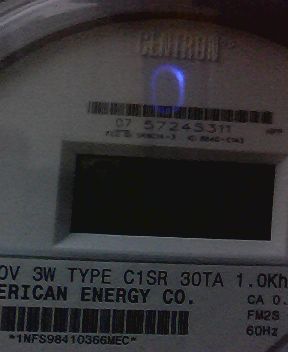 CENTRON
07 57245311
0V 3W TYPE C1SR 30TA 1.0Kh
ERICAN ENERGY CO.
CA 0.
FM2S
60Hz
*1NFS98410366MEC*